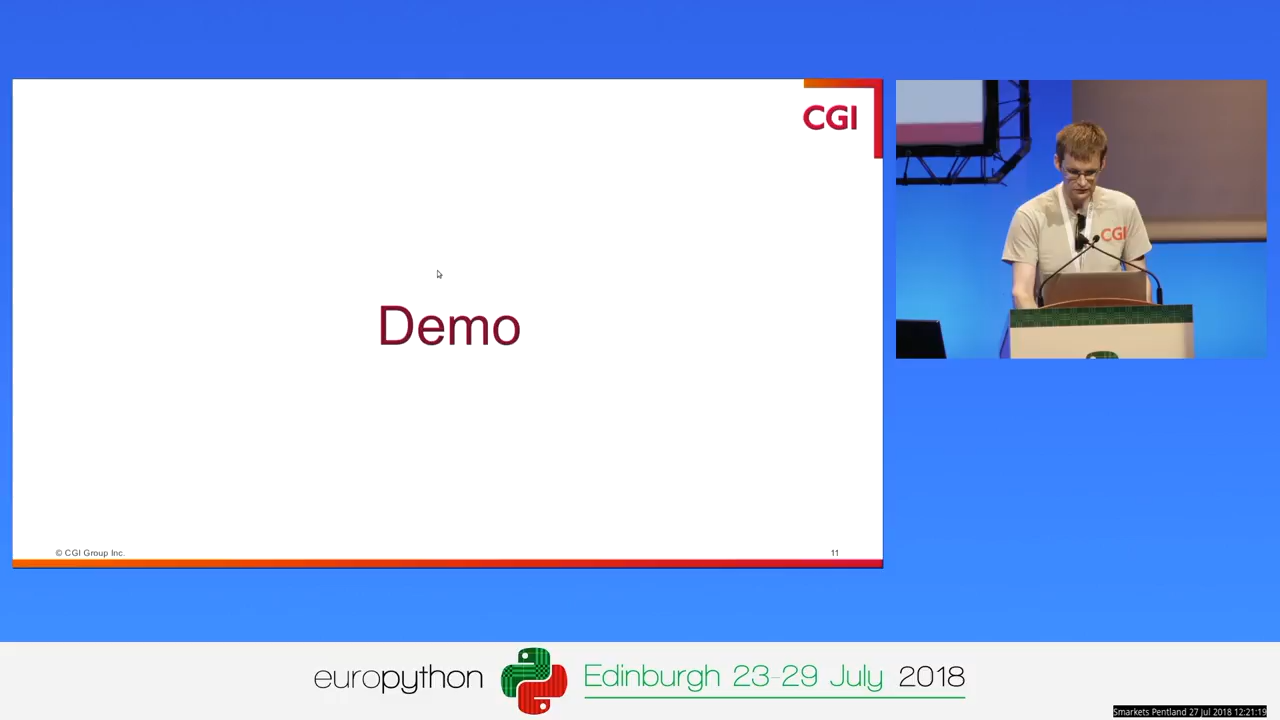 CGI
Demo
© CGI Group Inc.
11
CGI
europython
Edinburgh 23-29 July 2018
Smarkets Pentland 27 Jul 2018 12:21:19